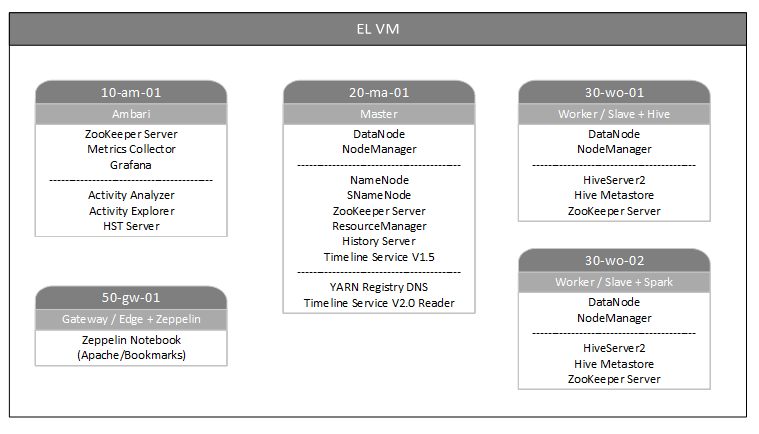 EL VM
10-am-01
Ambari
ZooKeeper Server
Metrics Collector
Grafana
Activity Analyzer
Activity Explorer
HST Server
50-gw-01
Gateway / Edge + Zeppelin
Zeppelin Notebook
(Apache/Bookmarks)
20-ma-01
Master
DataNode
NodeManager
NameNode
SNameNode
ZooKeeper Server
ResourceManager
History Server
Timeline Service V1.5
YARN Registry DNS
Timeline Service V2.0 Reader
30-wo-01
Worker / Slave + Hive
DataNode
NodeManager
HiveServer2
Hive Metastore
ZooKeeper Server
30-wo-02
Worker / Slave + Spark
DataNode
NodeManager
HiveServer2
Hive Metastore
ZooKeeper Server